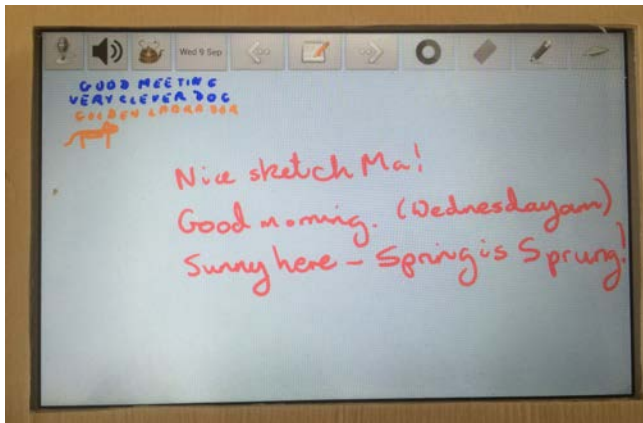 Wed 9 Sep
GOOD MEETING
VERY CLEVER DOG
GOLDEN LABRADOR
Nice sketch Ma!
Good morning. (Wednesday am)
Sunny here – Spring is Sprung!